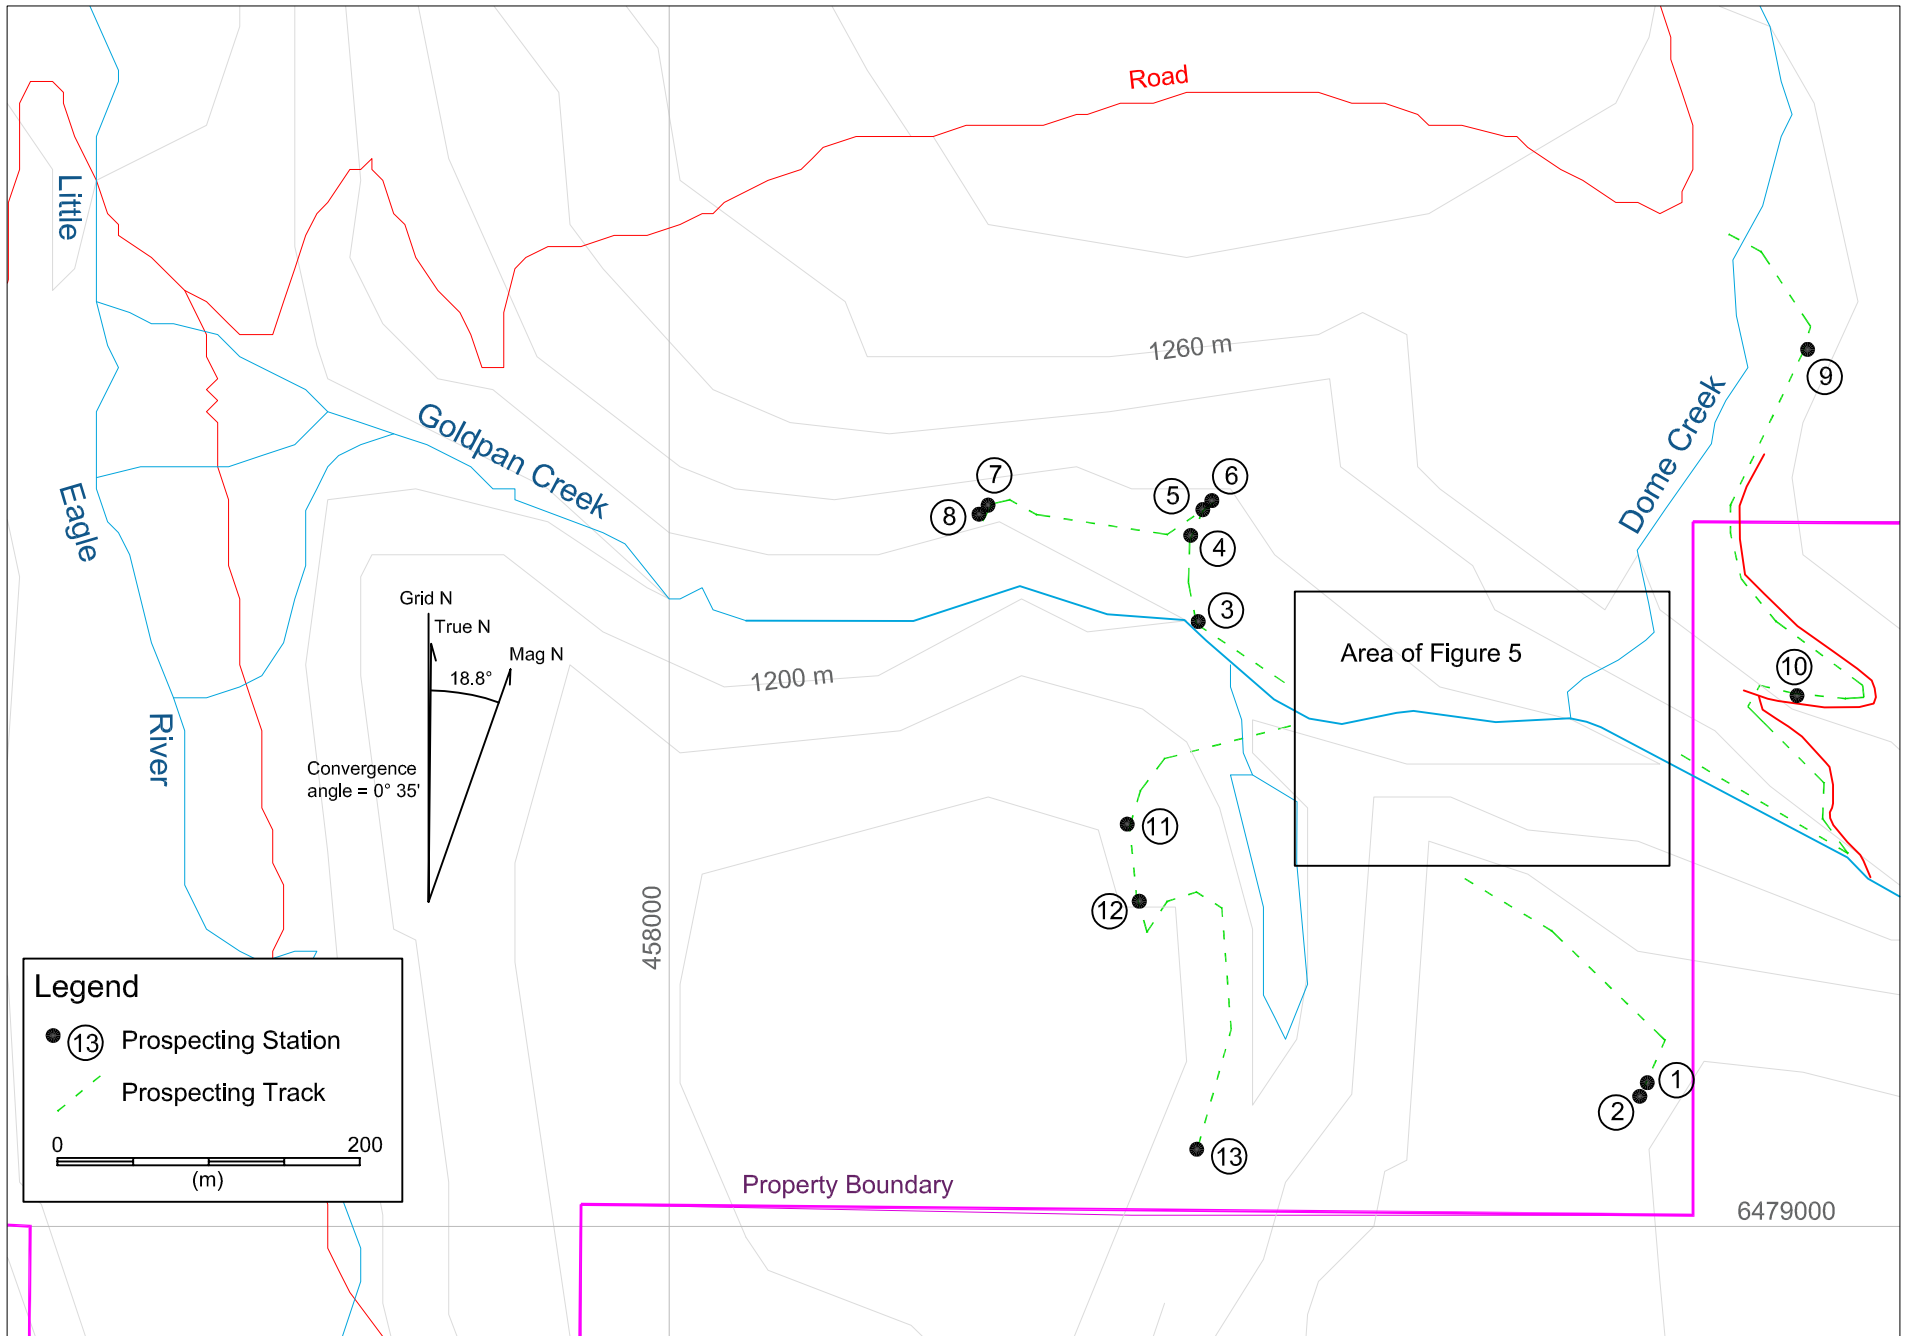 Road
Little
1260 m
Goldpan Creek
Dome Creek
9
7
6
5
8
4
Eagle
3
Grid N
True N
Mag N
18.8°
Area of Figure 5
1200 m
10
River
Convergence
angle = 0° 35'
11
12
458000
Legend
13 Prospecting Station
Prospecting Track
0 200
(m)
1
2
13
Property Boundary
6479000